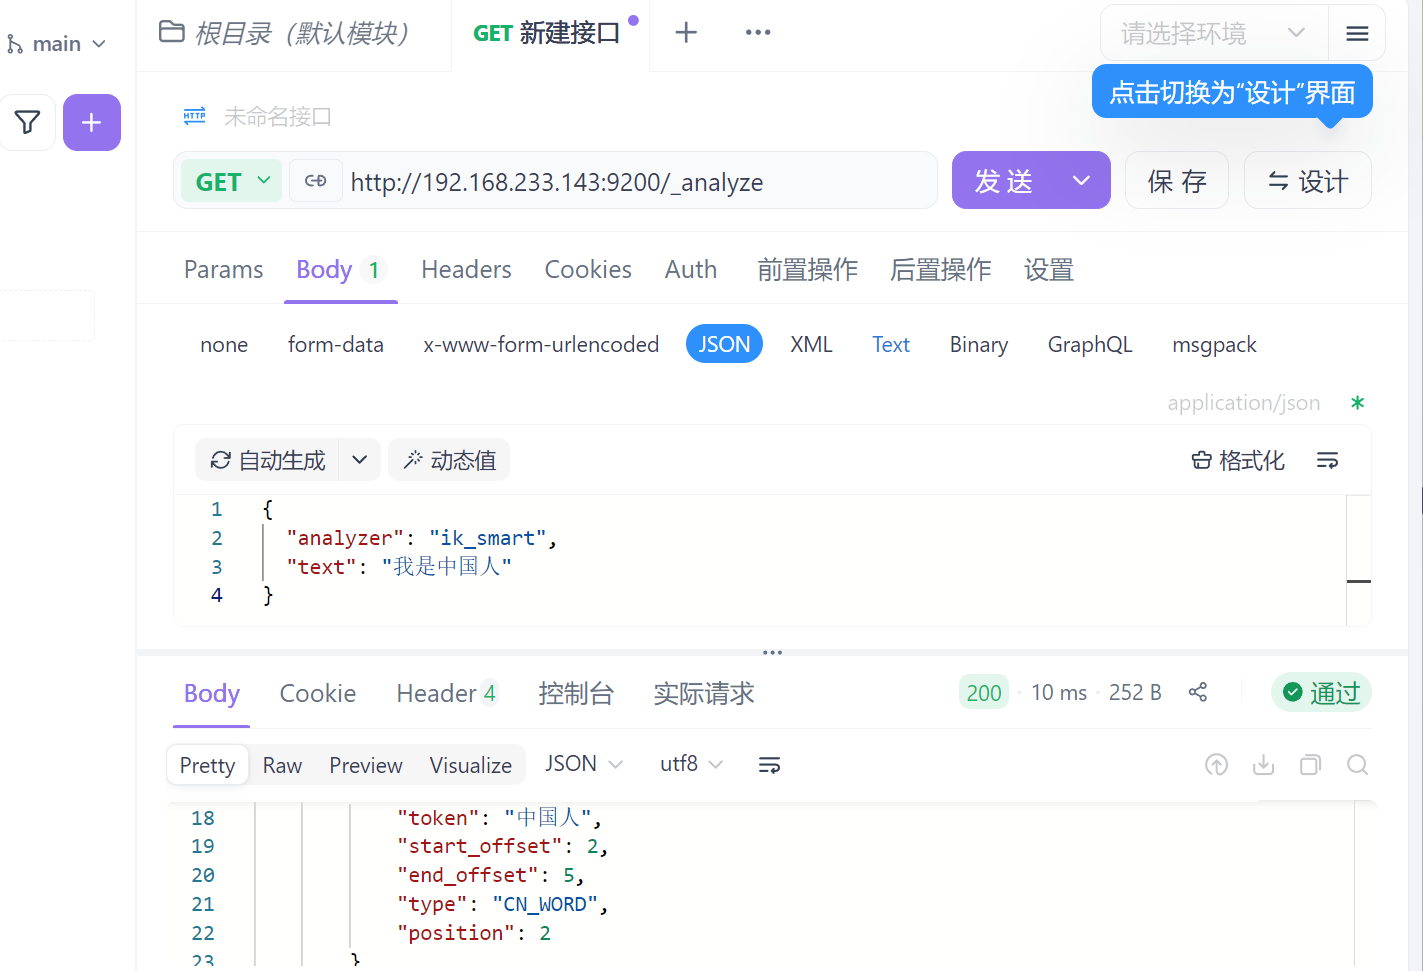 main
根目录（默认模块）
GET 新建接口
请选择环境
点击切换为“设计”界面
HTTP 未命名接口
GET
http://192.168.233.143:9200/_analyze
发 送
保 存
设计
Params Body 1 Headers Cookies Auth 前置操作 后置操作 设置
none form-data x-www-form-urlencoded JSON XML Text Binary GraphQL msgpack
application/json
自动生成 动态值 格式化
1 {
2 "analyzer": "ik_smart",
3 "text": "我是中国人"
4 }
Body Cookie Header 4 控制台 实际请求 200 · 10 ms · 252 B 通过
Pretty Raw Preview Visualize JSON utf8
18 "token": "中国人",
19 "start_offset": 2,
20 "end_offset": 5,
21 "type": "CN_WORD",
22 "position": 2
23 }